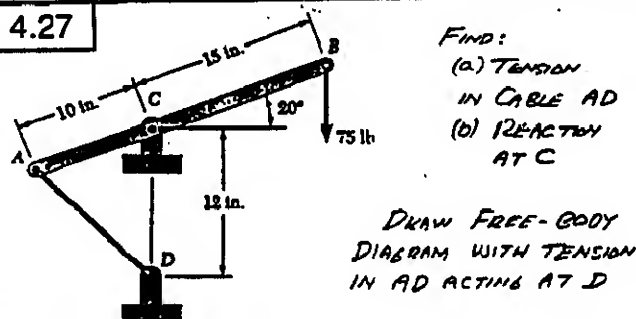 4.27
15 in.
B
10 in.
C
20°
A
75 lb
12 in.
D
FIND:
(a) TENSION
IN CABLE AD
(b) REACTION
AT C
DRAW FREE-BODY
DIAGRAM WITH TENSION
IN AD ACTING AT D